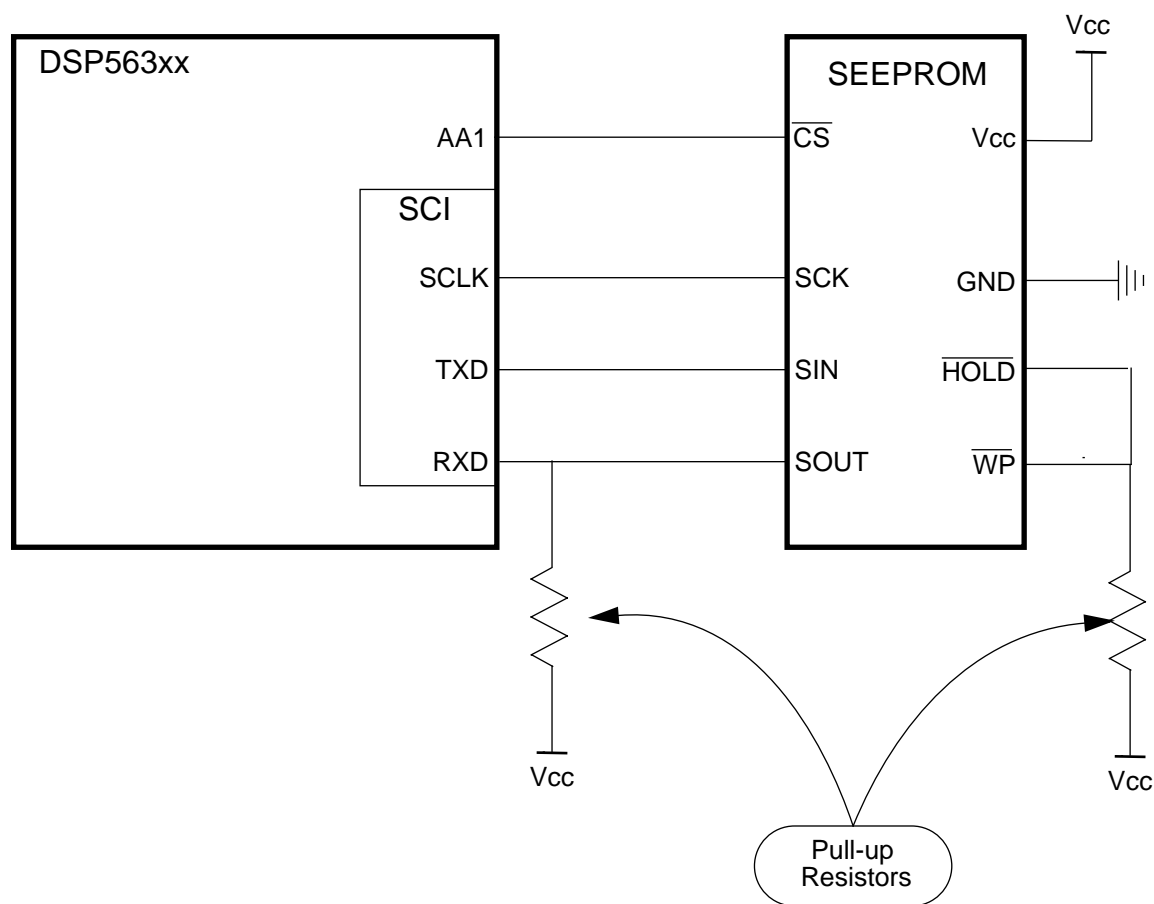 Vcc
DSP563xx
SEEPROM
AA1
CS
Vcc
SCI
SCLK
SCK
GND
TXD
SIN
HOLD
RXD
SOUT
WP
Vcc
Vcc
Pull-up
Resistors